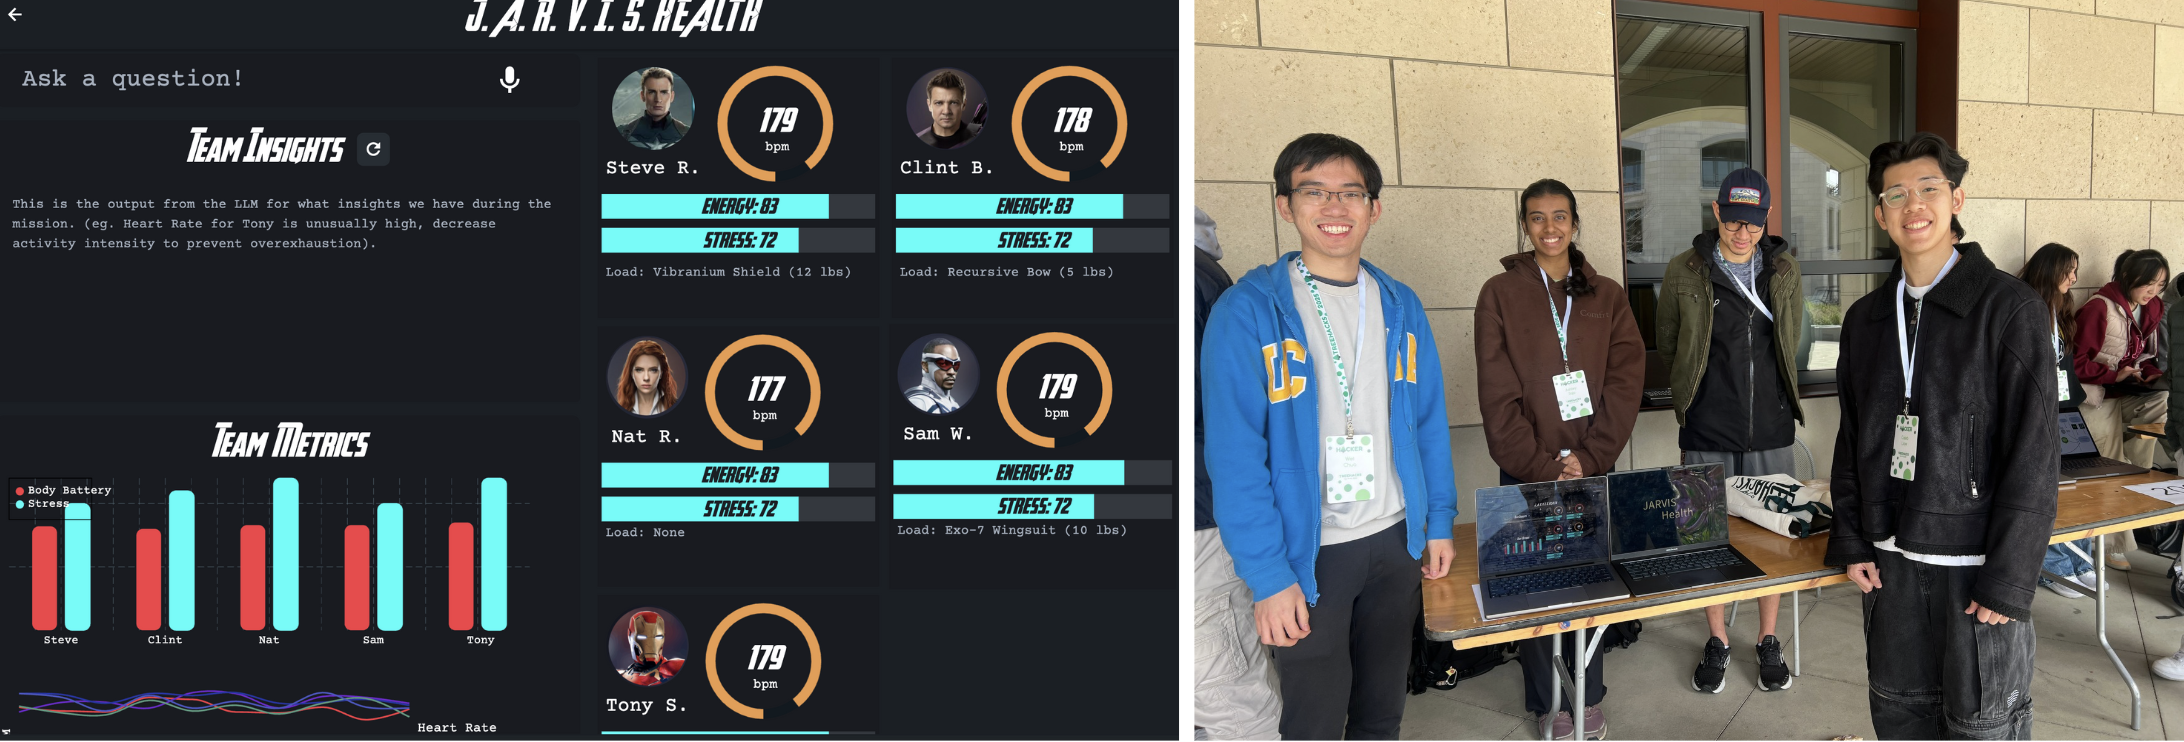 J.A.R.V.I.S. HEALTH
Ask a question!
TEAM INSIGHTS
This is the output from the LLM for what insights we have during the
mission. (eg. Heart Rate for Tony is unusually high, decrease
activity intensity to prevent overexhaustion).
TEAM METRICS
Body Battery
Stress
Steve
Clint
Nat
Sam
Tony
Heart Rate
179
bpm
Steve R.
ENERGY: 83
STRESS: 72
Load: Vibranium Shield (12 lbs)
178
bpm
Clint B.
ENERGY: 83
STRESS: 72
Load: Recursive Bow (5 lbs)
177
bpm
Nat R.
ENERGY: 83
STRESS: 72
Load: None
179
bpm
Sam W.
ENERGY: 83
STRESS: 72
Load: Exo-7 Wingsuit (10 lbs)
179
bpm
Tony S.
UC
TREEHACKS 2025
HACKER
HACKER
JARVIS
Health